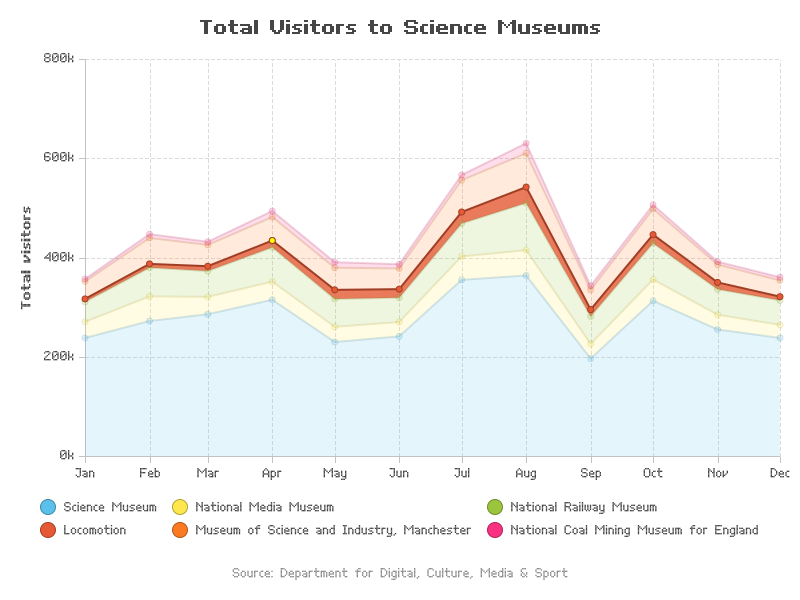 Total Visitors to Science Museums
Total visitors
800k
600k
400k
200k
0k
Jan Feb Mar Apr May Jun Jul Aug Sep Oct Nov Dec
Science Museum National Media Museum National Railway Museum
Locomotion Museum of Science and Industry, Manchester National Coal Mining Museum for England
Source: Department for Digital, Culture, Media & Sport